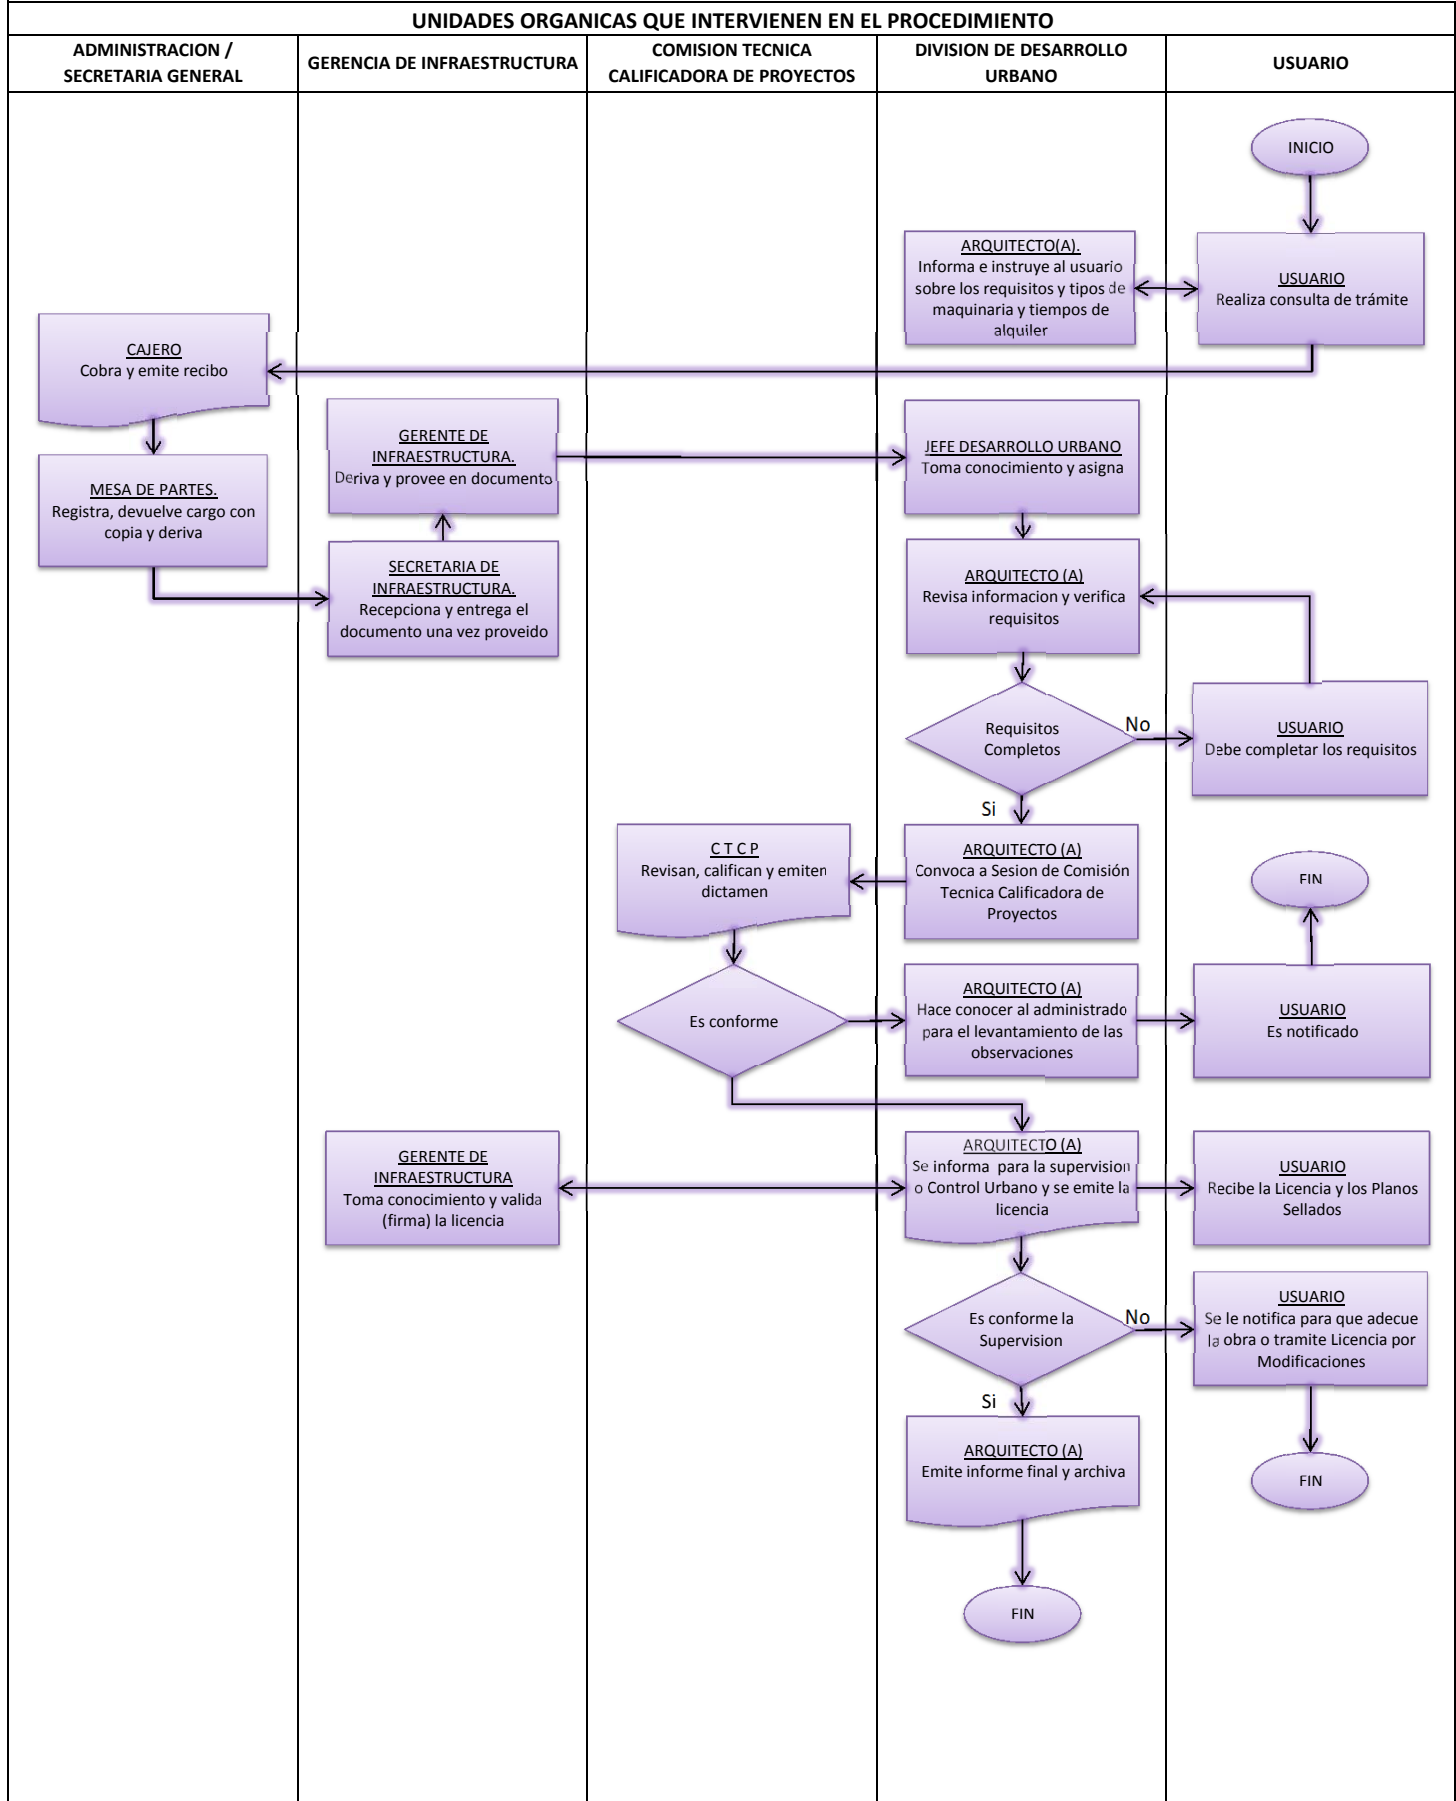 UNIDADES ORGANICAS QUE INTERVIENEN EN EL PROCEDIMIENTO
ADMINISTRACION /
SECRETARIA GENERAL
GERENCIA DE INFRAESTRUCTURA
COMISION TECNICA
CALIFICADORA DE PROYECTOS
DIVISION DE DESARROLLO
URBANO
USUARIO
INICIO
ARQUITECTO(A).
Informa e instruye al usuario
sobre los requisitos y tipos de
maquinaria y tiempos de
alquiler
USUARIO
Realiza consulta de trámite
CAJERO
Cobra y emite recibo
GERENTE DE
INFRAESTRUCTURA.
Deriva y provee en documento
JEFE DESARROLLO URBANO
Toma conocimiento y asigna
MESA DE PARTES.
Registra, devuelve cargo con
copia y deriva
SECRETARIA DE
INFRAESTRUCTURA.
Recepciona y entrega el
documento una vez proveido
ARQUITECTO (A)
Revisa informacion y verifica
requisitos
Requisitos
Completos
No
USUARIO
Debe completar los requisitos
Si
C T C P
Revisan, califican y emiten
dictamen
ARQUITECTO (A)
Convoca a Sesion de Comisión
Tecnica Calificadora de
Proyectos
FIN
Es conforme
ARQUITECTO (A)
Hace conocer al administrado
para el levantamiento de las
observaciones
USUARIO
Es notificado
GERENTE DE
INFRAESTRUCTURA
Toma conocimiento y valida
(firma) la licencia
ARQUITECTO (A)
Se informa para la supervision
o Control Urbano y se emite la
licencia
USUARIO
Recibe la Licencia y los Planos
Sellados
Es conforme la
Supervision
No
USUARIO
Se le notifica para que adecue
la obra o tramite Licencia por
Modificaciones
Si
ARQUITECTO (A)
Emite informe final y archiva
FIN
FIN